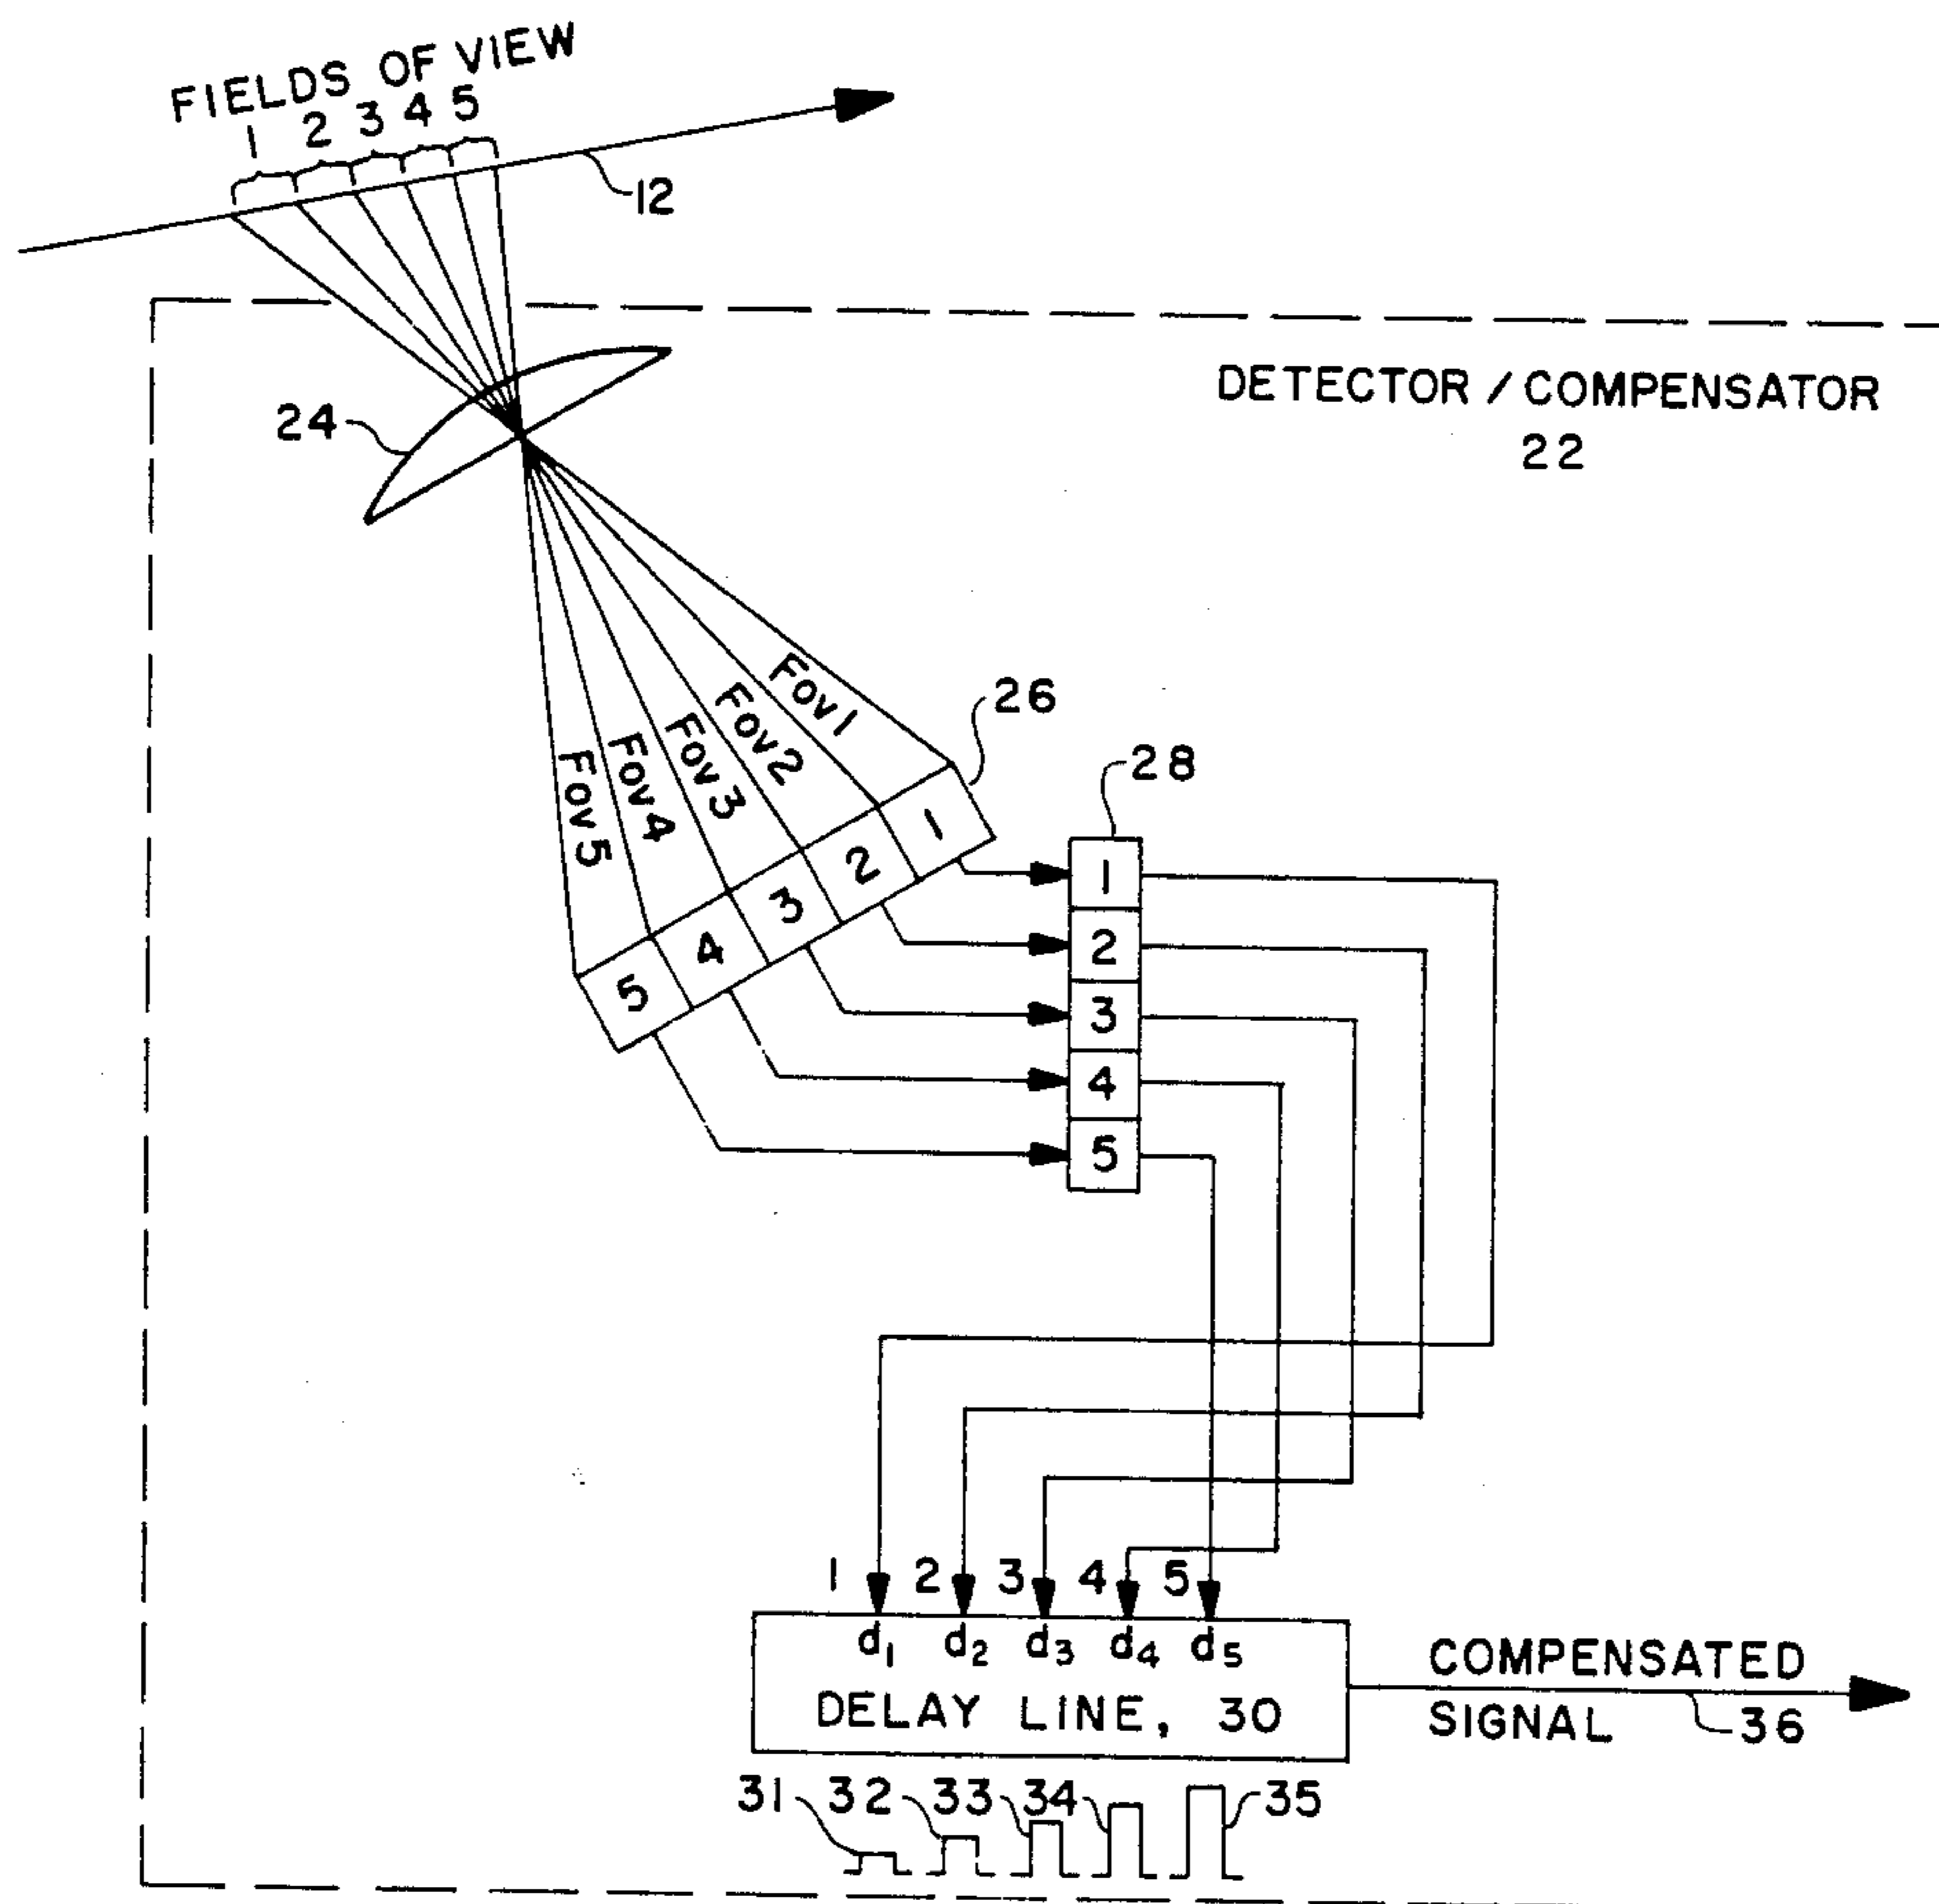 FIELDS OF VIEW
1 2 3 4 5
12
DETECTOR / COMPENSATOR
22
24
FOV1
FOV2
FOV3
FOV4
FOV5
26
28
1
2
3
4
5
1
2
3
4
5
1 2 3 4 5
d1 d2 d3 d4 d5
DELAY LINE, 30
COMPENSATED
SIGNAL
36
31 32 33 34 35